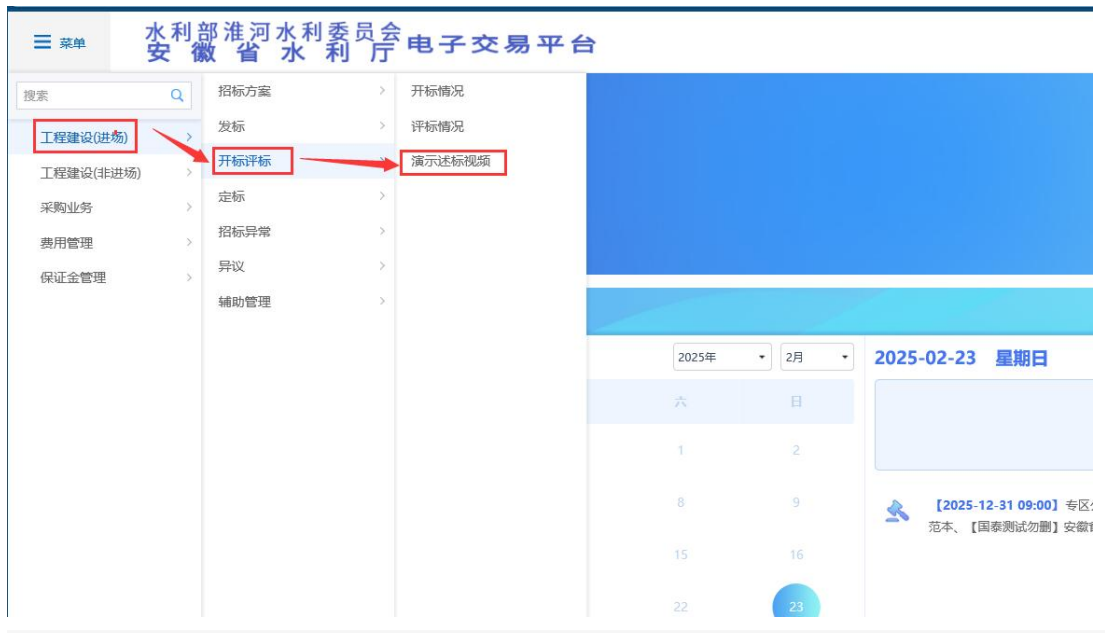 菜单
水利部淮河水利委员会
安徽省水利厅
电子交易平台
搜索
工程建设(进场)
工程建设(非进场)
采购业务
费用管理
保证金管理
招标方案
发标
开标评标
定标
招标异常
异议
辅助管理
开标情况
评标情况
演示述标视频
2025年
2月
六
日
1
2
8
9
15
16
22
23
2025-02-23 星期日
【2025-12-31 09:00】专区
范本、【国泰测试勿删】安徽